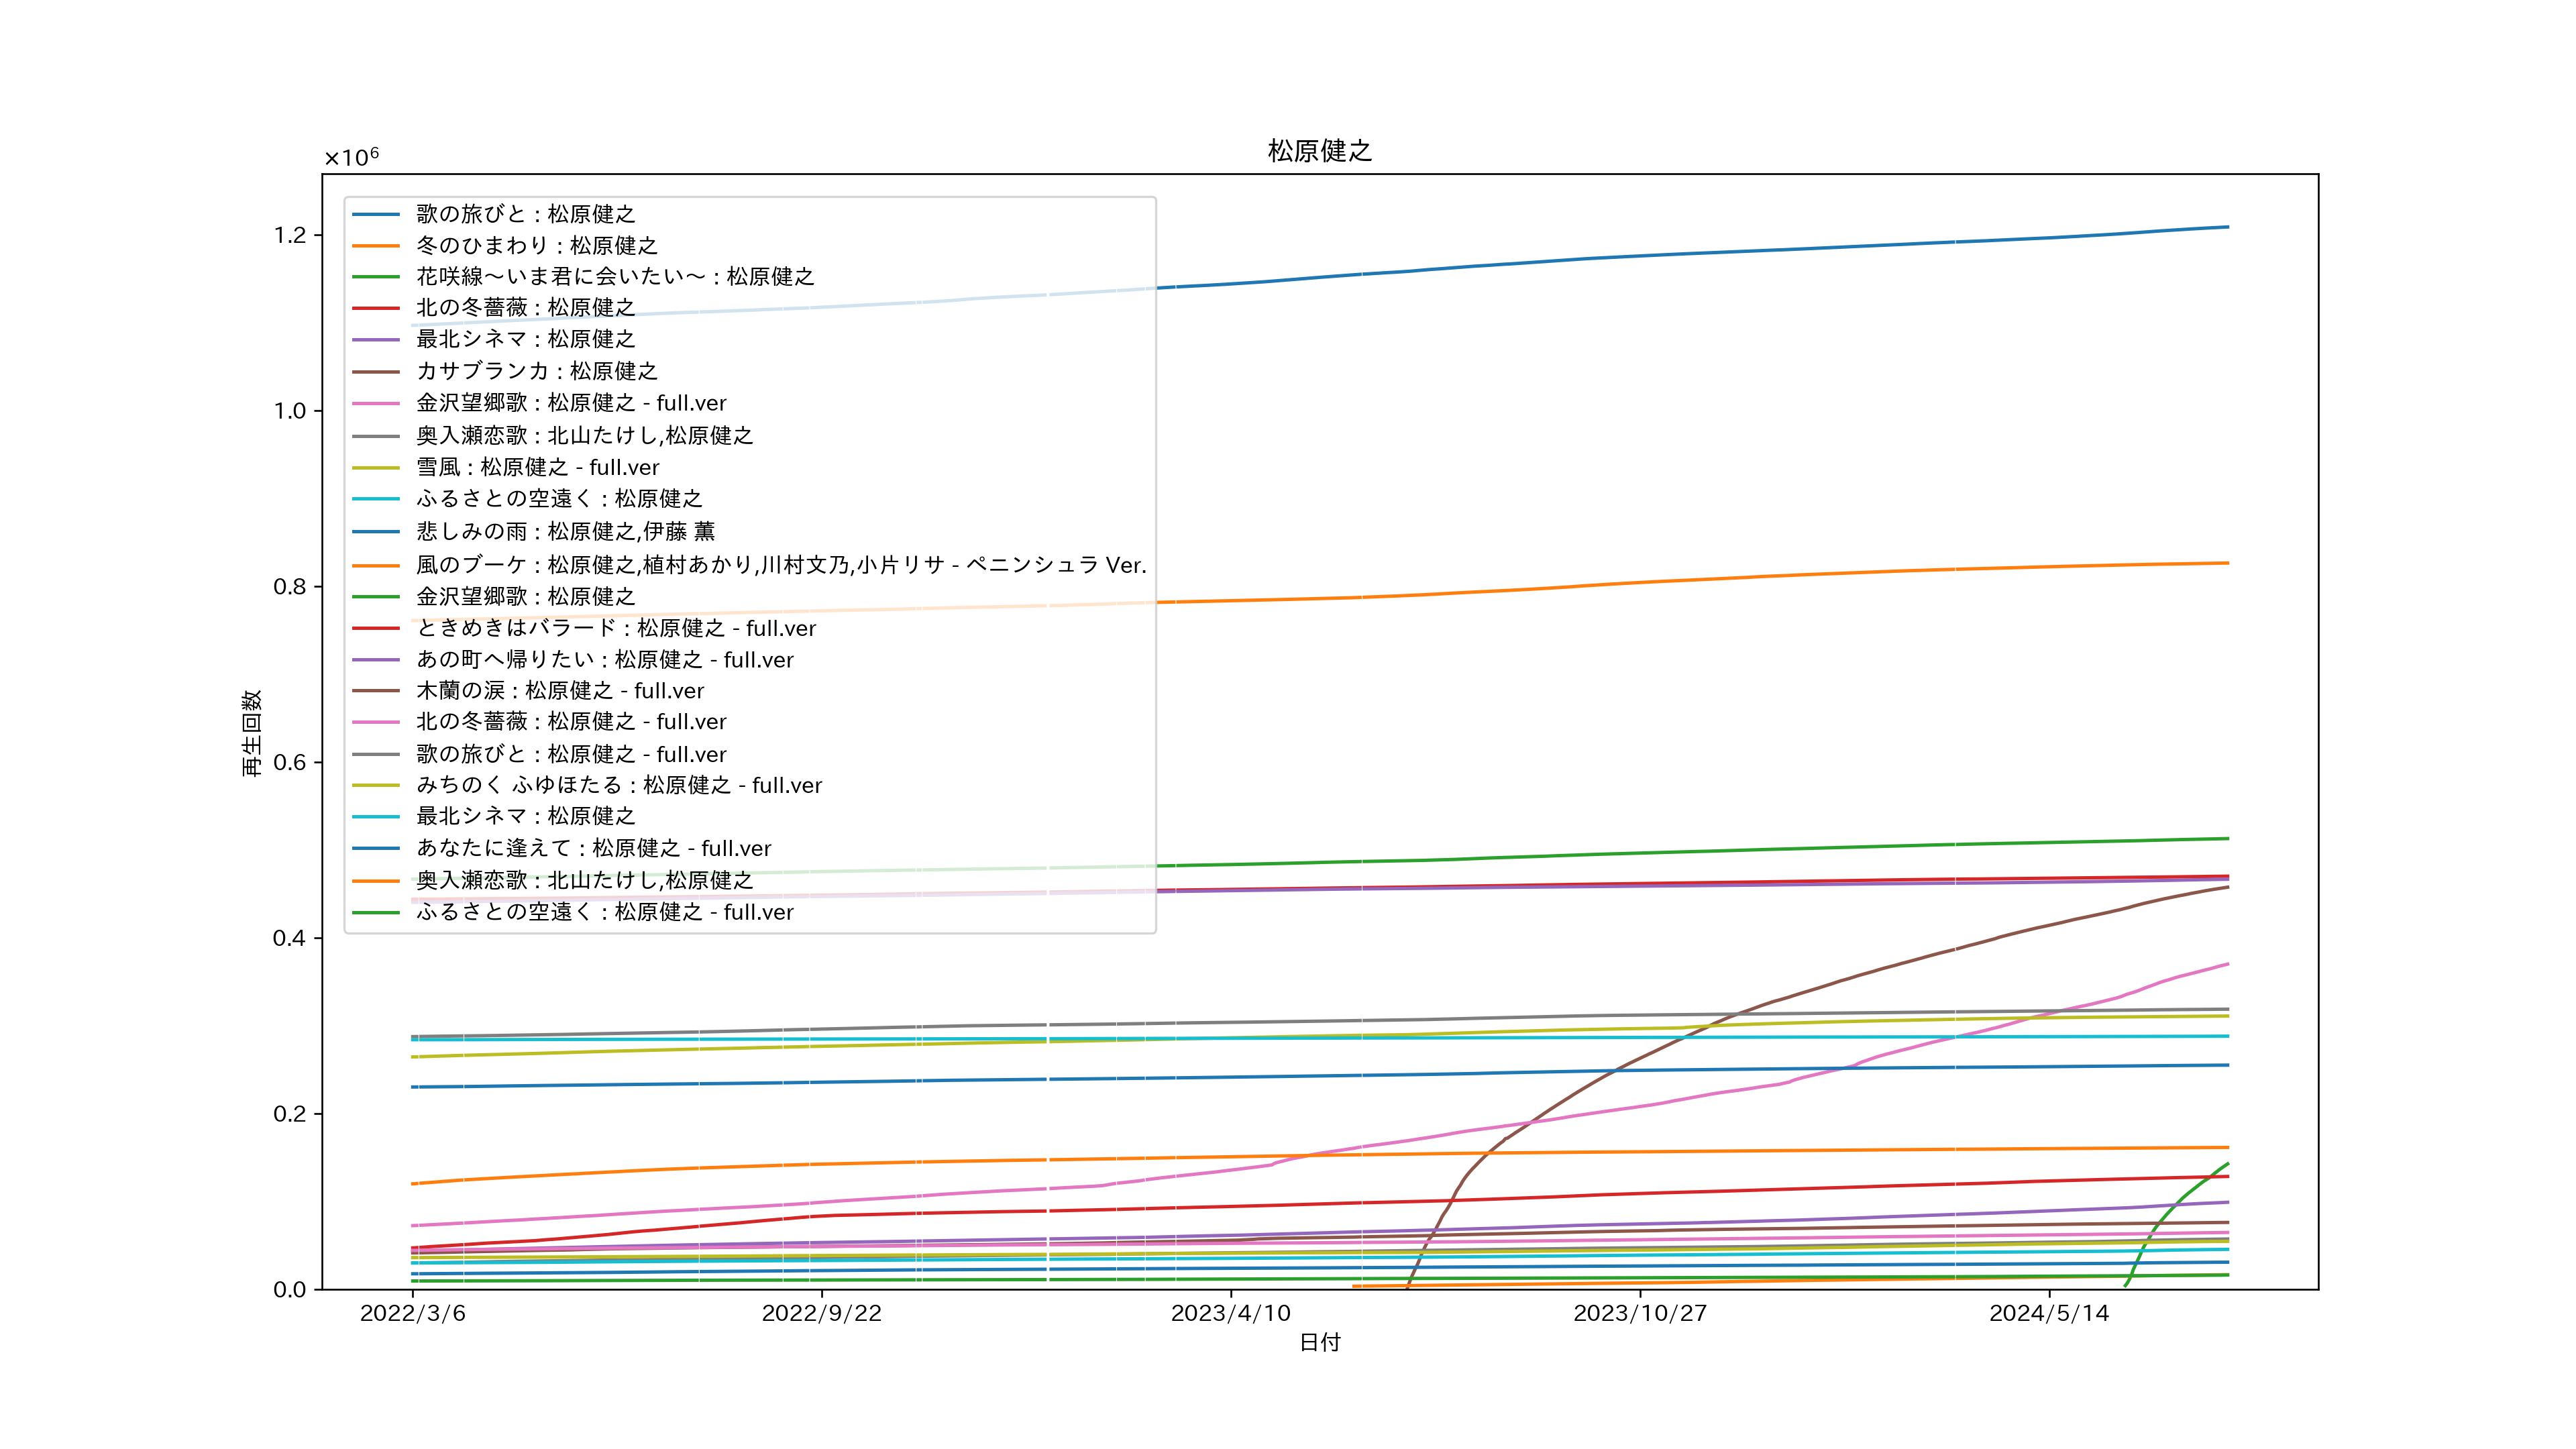 松原健之
×10⁶
1.2
1.0
0.8
0.6
0.4
0.2
0.0
再生回数
歌の旅びと : 松原健之
冬のひまわり : 松原健之
花咲線〜いま君に会いたい〜 : 松原健之
北の冬薔薇 : 松原健之
最北シネマ : 松原健之
カサブランカ : 松原健之
金沢望郷歌 : 松原健之 - full.ver
奥入瀬恋歌 : 北山たけし,松原健之
雪風 : 松原健之 - full.ver
ふるさとの空遠く : 松原健之
悲しみの雨 : 松原健之,伊藤 薫
風のブーケ : 松原健之,植村あかり,川村文乃,小片リサ - ペニンシュラ Ver.
金沢望郷歌 : 松原健之
ときめきはバラード : 松原健之 - full.ver
あの町へ帰りたい : 松原健之 - full.ver
木蘭の涙 : 松原健之 - full.ver
北の冬薔薇 : 松原健之 - full.ver
歌の旅びと : 松原健之 - full.ver
みちのく ふゆほたる : 松原健之 - full.ver
最北シネマ : 松原健之
あなたに逢えて : 松原健之 - full.ver
奥入瀬恋歌 : 北山たけし,松原健之
ふるさとの空遠く : 松原健之 - full.ver
2022/3/6
2022/9/22
2023/4/10
2023/10/27
2024/5/14
日付